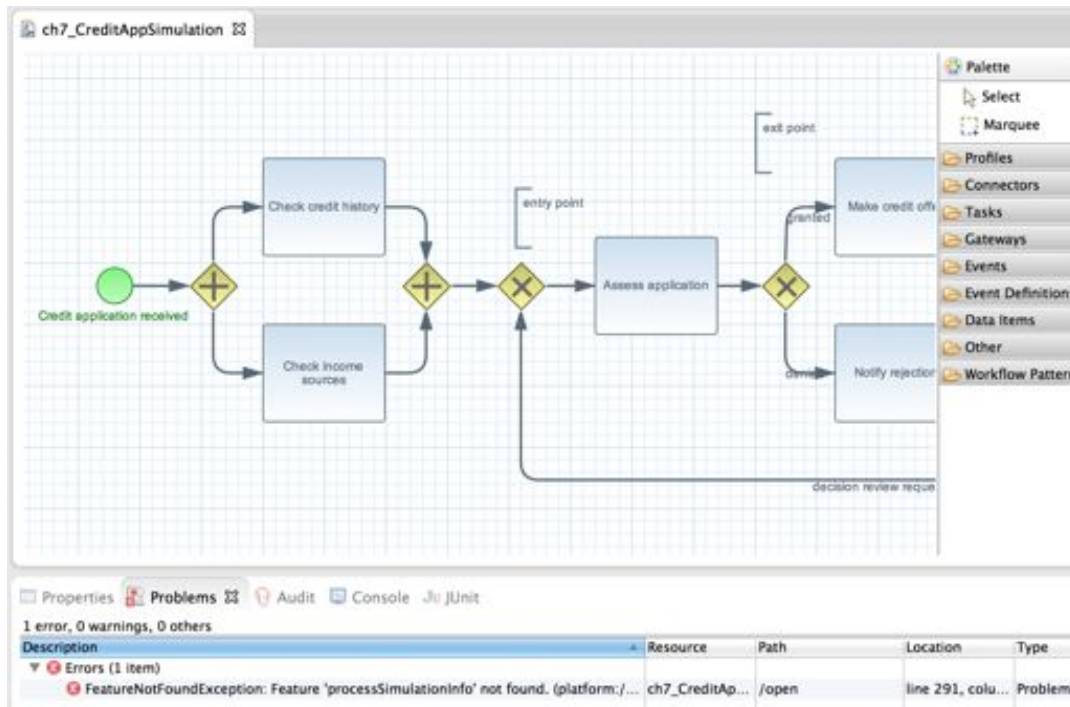 ch7_CreditAppSimulation
Palette
Select
Marquee
Profiles
Connectors
Tasks
Gateways
Events
Event Definition
Data Items
Other
Workflow Pattern
exit point
entry point
Check credit history
Make credit off
granted
Assess application
Credit application received
Check income
sources
Notify rejection
decision review reque
Properties Problems Audit Console Ju JUnit
1 error, 0 warnings, 0 others
Description Resource Path Location Type
Errors (1 item)
FeatureNotFoundException: Feature 'processSimulationInfo' not found. (platform:/... ch7_CreditAp... /open line 291, colu... Problem